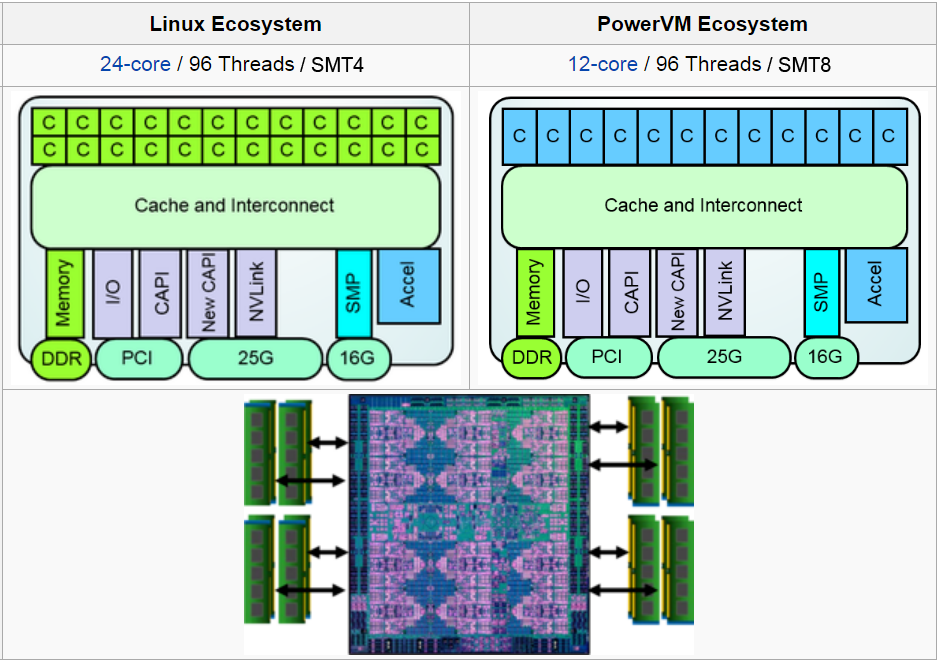 Linux Ecosystem
PowerVM Ecosystem
24-core / 96 Threads / SMT4
12-core / 96 Threads / SMT8
C C C C C C C C C C C C
C C C C C C C C C C C C
Cache and Interconnect
Memory
I/O
CAPI
New CAPI
NVLink
SMP
Accel
DDR
PCI
25G
16G
C C C C C C C C C C C C
Cache and Interconnect
Memory
I/O
CAPI
New CAPI
NVLink
SMP
Accel
DDR
PCI
25G
16G